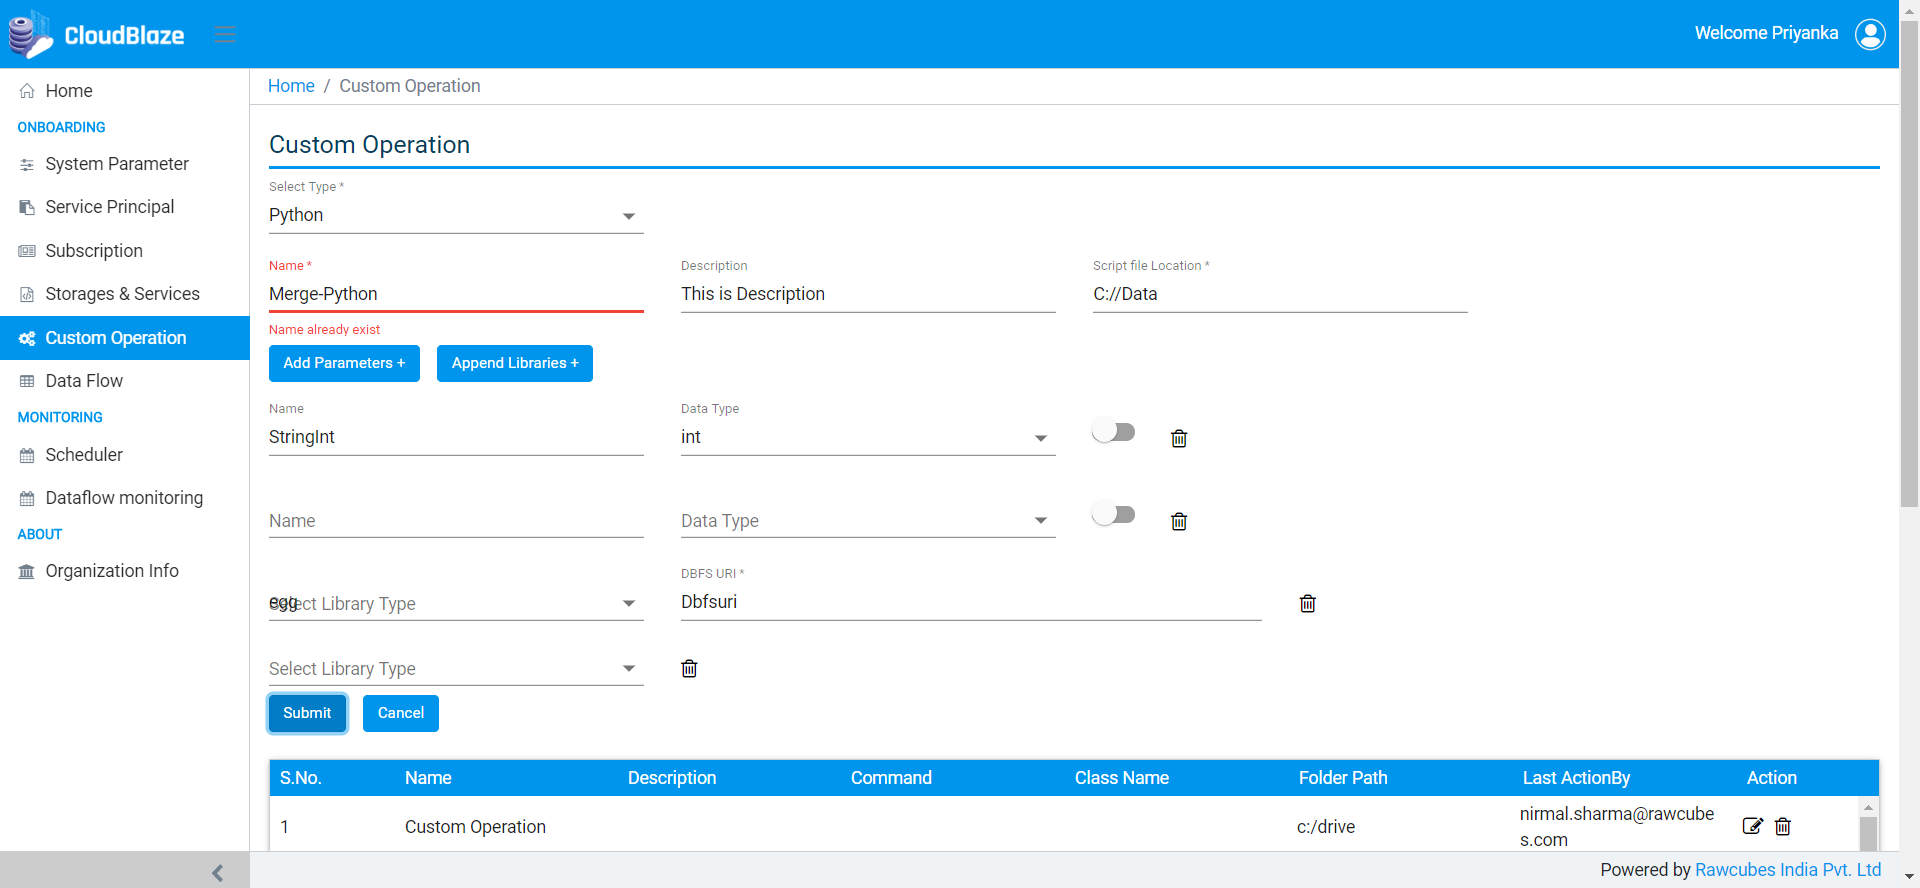 CloudBlaze
Welcome Priyanka
Home
ONBOARDING
System Parameter
Service Principal
Subscription
Storages & Services
Custom Operation
Data Flow
MONITORING
Scheduler
Dataflow monitoring
ABOUT
Organization Info
Home / Custom Operation
Custom Operation
Select Type *
Python
Name *
Merge-Python
Name already exist
Description
This is Description
Script file Location *
C://Data
Add Parameters +
Append Libraries +
Name
StringInt
Data Type
int
Name
Data Type
Select Library Type
egg
DBFS URI *
Dbfsuri
Select Library Type
Submit
Cancel
S.No. Name Description Command Class Name Folder Path Last ActionBy Action
1 Custom Operation c:/drive nirmal.sharma@rawcube
s.com
Powered by Rawcubes India Pvt. Ltd